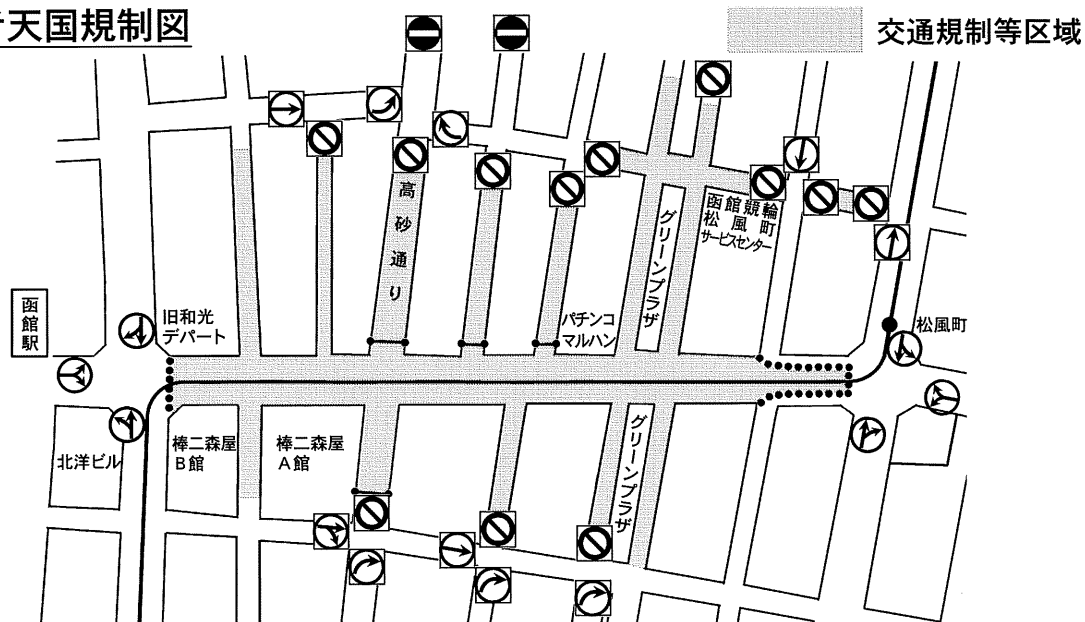 天国規制図
交通規制等区域
高砂通り
グリーンプラザ
函館競輪
松風町
サービスセンター
函館駅
旧和光
デパート
パチンコ
マルハン
松風町
北洋ビル
棒二森屋
B館
棒二森屋
A館
グリーンプラザ